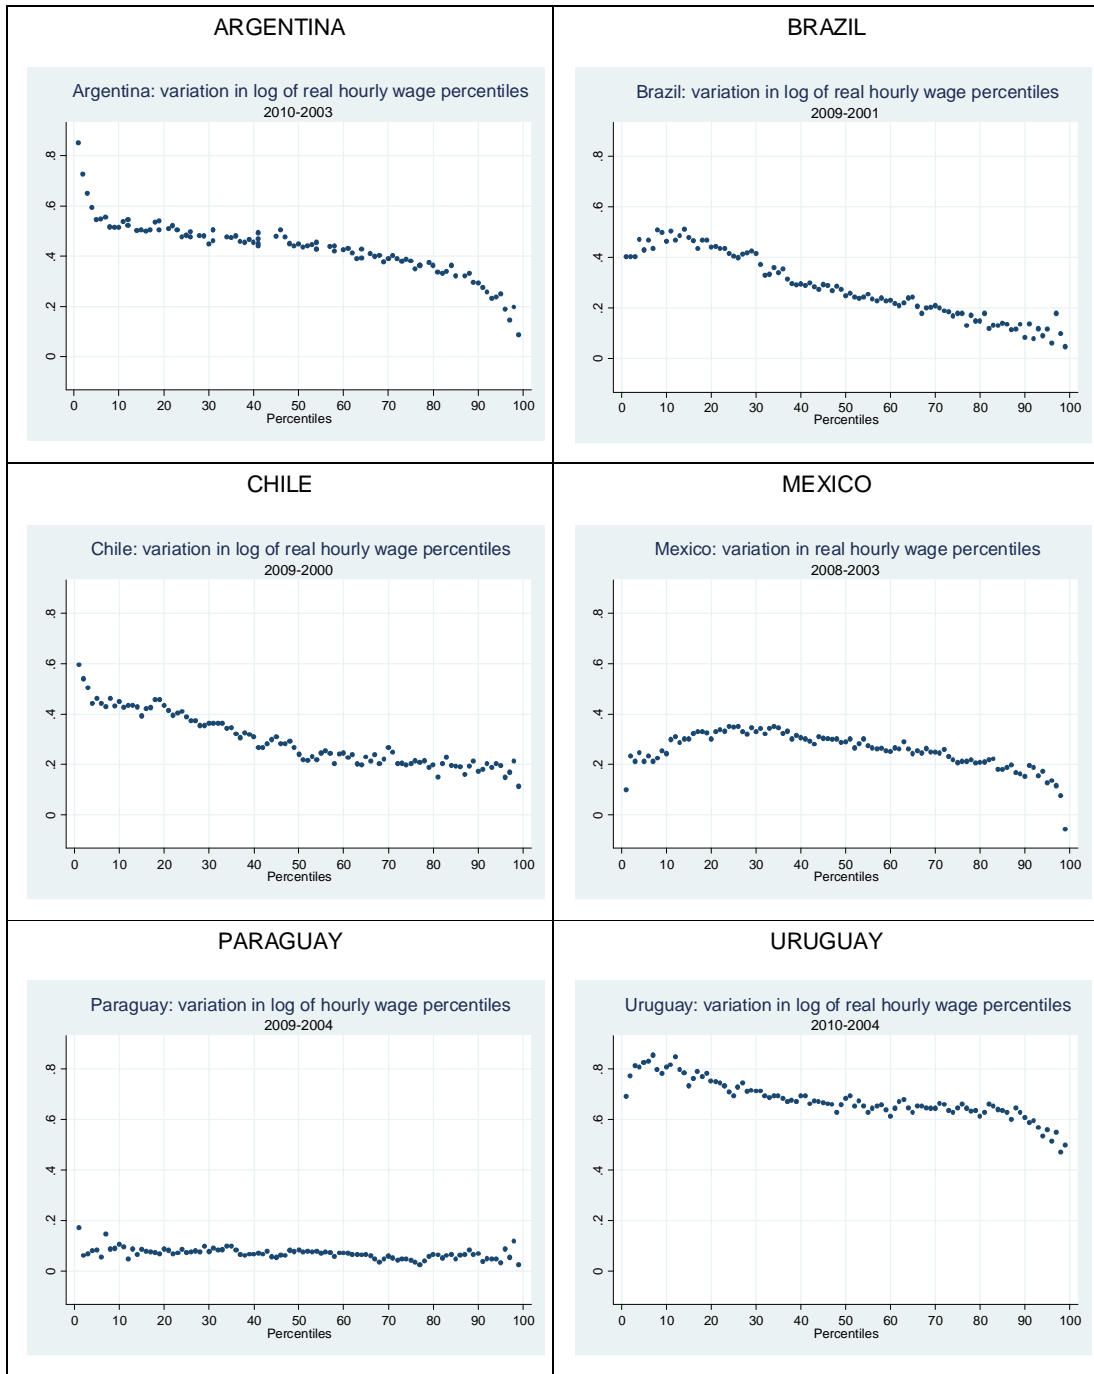 ARGENTINA
Argentina: variation in log of real hourly wage percentiles
2010-2003
.8
.6
.4
.2
0
0 10 20 30 40 50 60 70 80 90 100
Percentiles
BRAZIL
Brazil: variation in log of real hourly wage percentiles
2009-2001
.8
.6
.4
.2
0
0 10 20 30 40 50 60 70 80 90 100
Percentiles
CHILE
Chile: variation in log of real hourly wage percentiles
2009-2000
.8
.6
.4
.2
0
0 10 20 30 40 50 60 70 80 90 100
Percentiles
MEXICO
Mexico: variation in real hourly wage percentiles
2008-2003
.8
.6
.4
.2
0
0 10 20 30 40 50 60 70 80 90 100
Percentiles
PARAGUAY
Paraguay: variation in log of hourly wage percentiles
2009-2004
.8
.6
.4
.2
0
0 10 20 30 40 50 60 70 80 90 100
Percentiles
URUGUAY
Uruguay: variation in log of real hourly wage percentiles
2010-2004
.8
.6
.4
.2
0
0 10 20 30 40 50 60 70 80 90 100
Percentiles